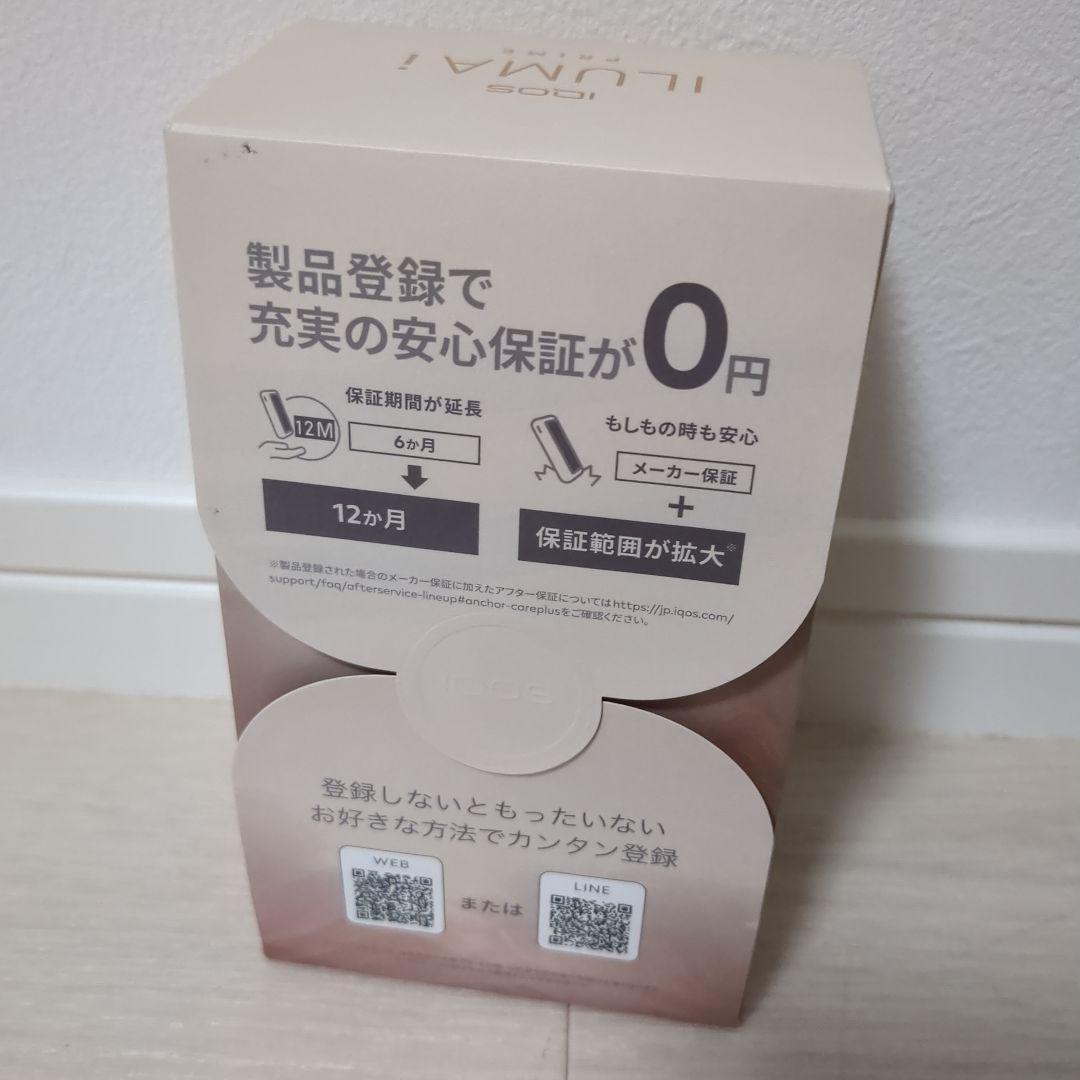 IQOS
ILUMA i
PRIME
製品登録で
充実の安心保証が0円
保証期間が延長
12M
6か月
12か月
もしもの時も安心
メーカー保証
+
保証範囲が拡大※
※製品登録された場合のメーカー保証に加えたアフター保証についてはhttps://jp.iqos.com/
support/faq/afterservice-lineup#anchor-careplusをご確認ください。
IQOS
登録しないともったいない
お好きな方法でカンタン登録
WEB
または
LINE